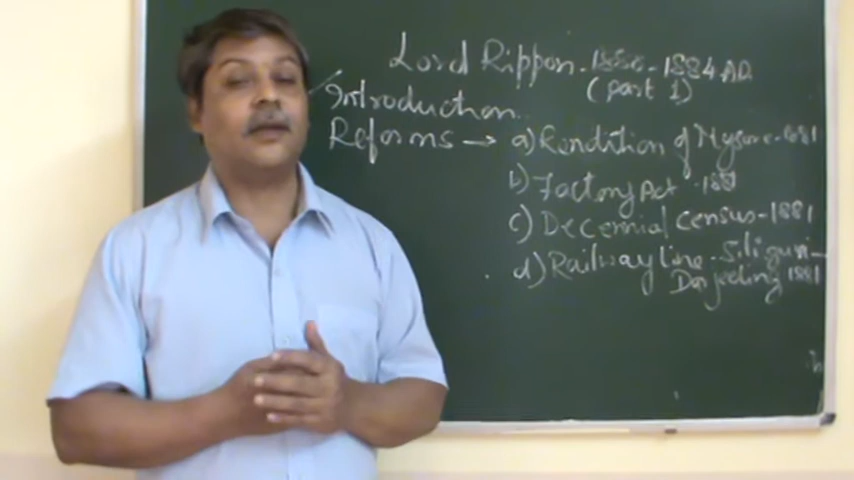 Lord Rippon - 1880 - 1884 AD
(Part 1)
Introduction.
Reforms → a) Rendition of Mysore - 1881
b) Factory Act - 1881
c) Decennial Census - 1881
d) Railway line - Siliguri -
Darjeeling 1881